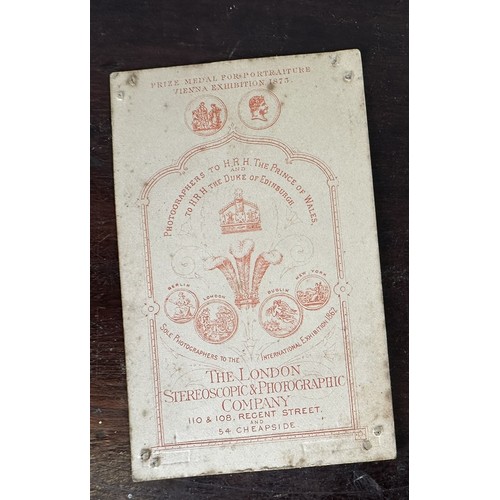 PRIZE MEDAL FOR PORTRAITURE
VIENNA EXHIBITION 1873.
PHOTOGRAPHERS TO H.R.H. THE PRINCE OF WALES,
AND
TO H.R.H. THE DUKE OF EDINBURGH
BERLIN
LONDON
DUBLIN
NEW YORK
SOLE PHOTOGRAPHERS TO THE INTERNATIONAL EXHIBITION 1862
THE LONDON
STEREOSCOPIC & PHOTOGRAPHIC
COMPANY
110 & 108, REGENT STREET,
AND
54 CHEAPSIDE